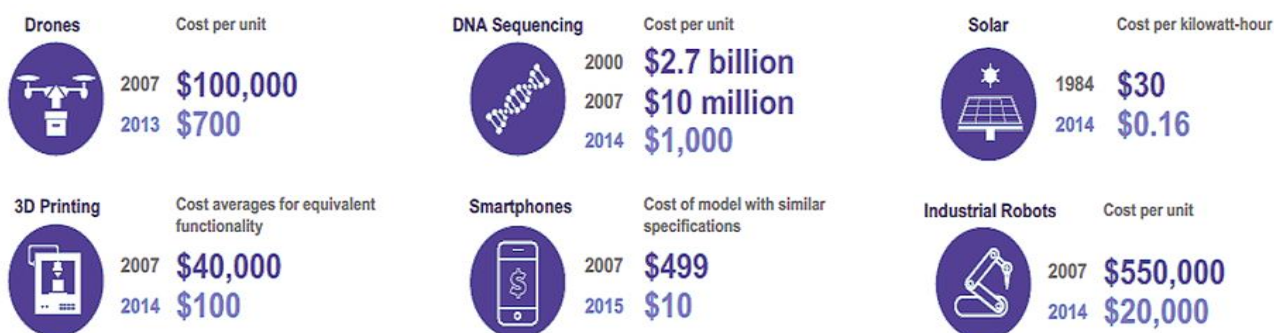 Drones
Cost per unit
2007 $100,000
2013 $700
DNA Sequencing
Cost per unit
2000 $2.7 billion
2007 $10 million
2014 $1,000
Solar
Cost per kilowatt-hour
1984 $30
2014 $0.16
3D Printing
Cost averages for equivalent
functionality
2007 $40,000
2014 $100
Smartphones
Cost of model with similar
specifications
$
2007 $499
2015 $10
Industrial Robots
Cost per unit
2007 $550,000
2014 $20,000